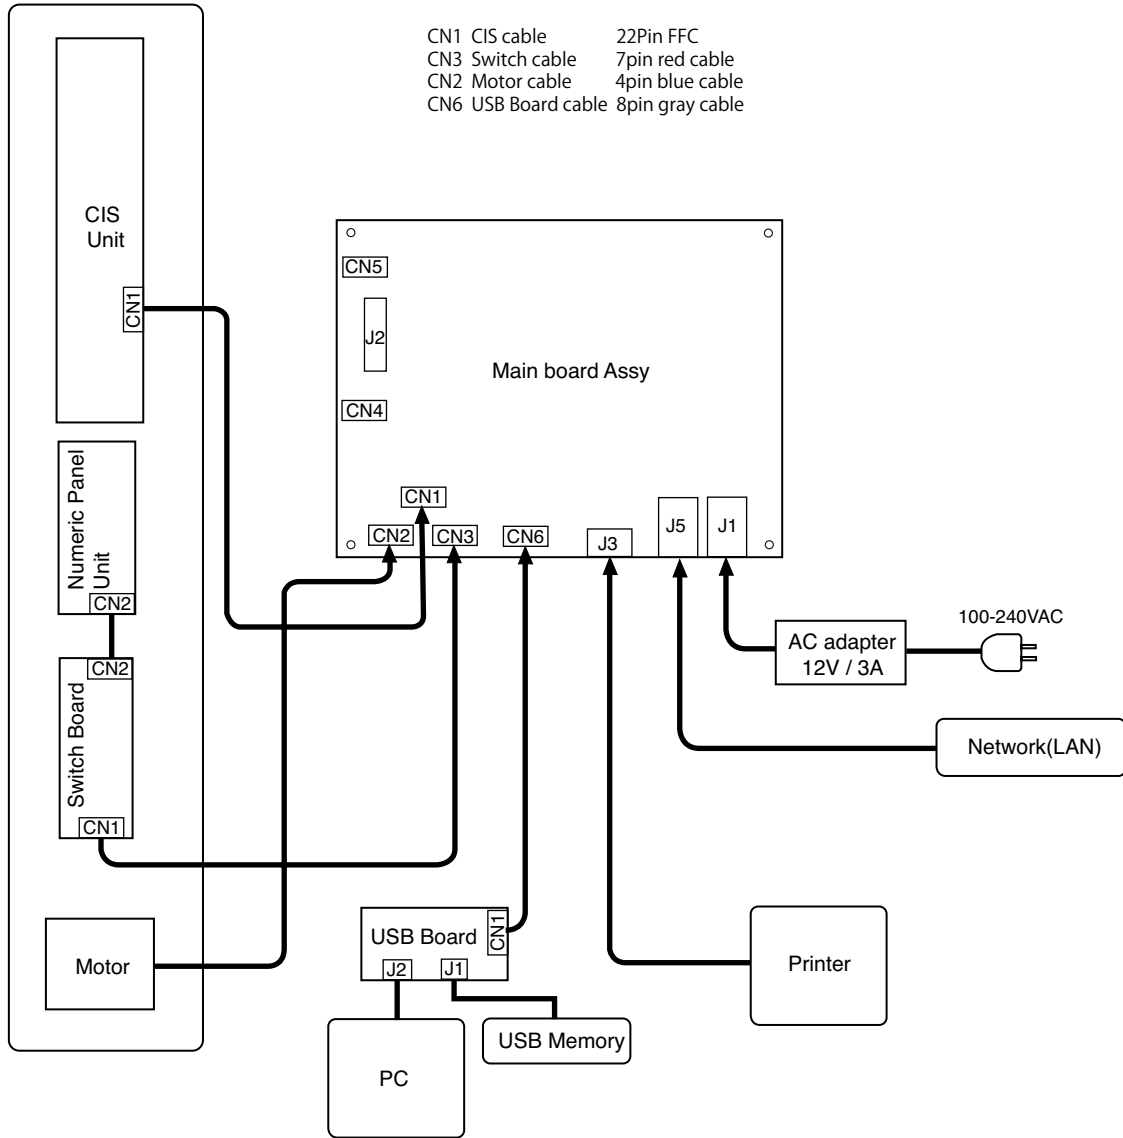 CN1 CIS cable 22Pin FFC
CN3 Switch cable 7pin red cable
CN2 Motor cable 4pin blue cable
CN6 USB Board cable 8pin gray cable
CIS
Unit
CN1
CN5
J2
Main board Assy
CN4
CN1
CN2
CN3
CN6
J3
J5
J1
Numeric Panel
Unit
CN2
CN2
Switch Board
CN1
100-240VAC
AC adapter
12V / 3A
Network(LAN)
Motor
USB Board
CN1
J2
J1
Printer
USB Memory
PC